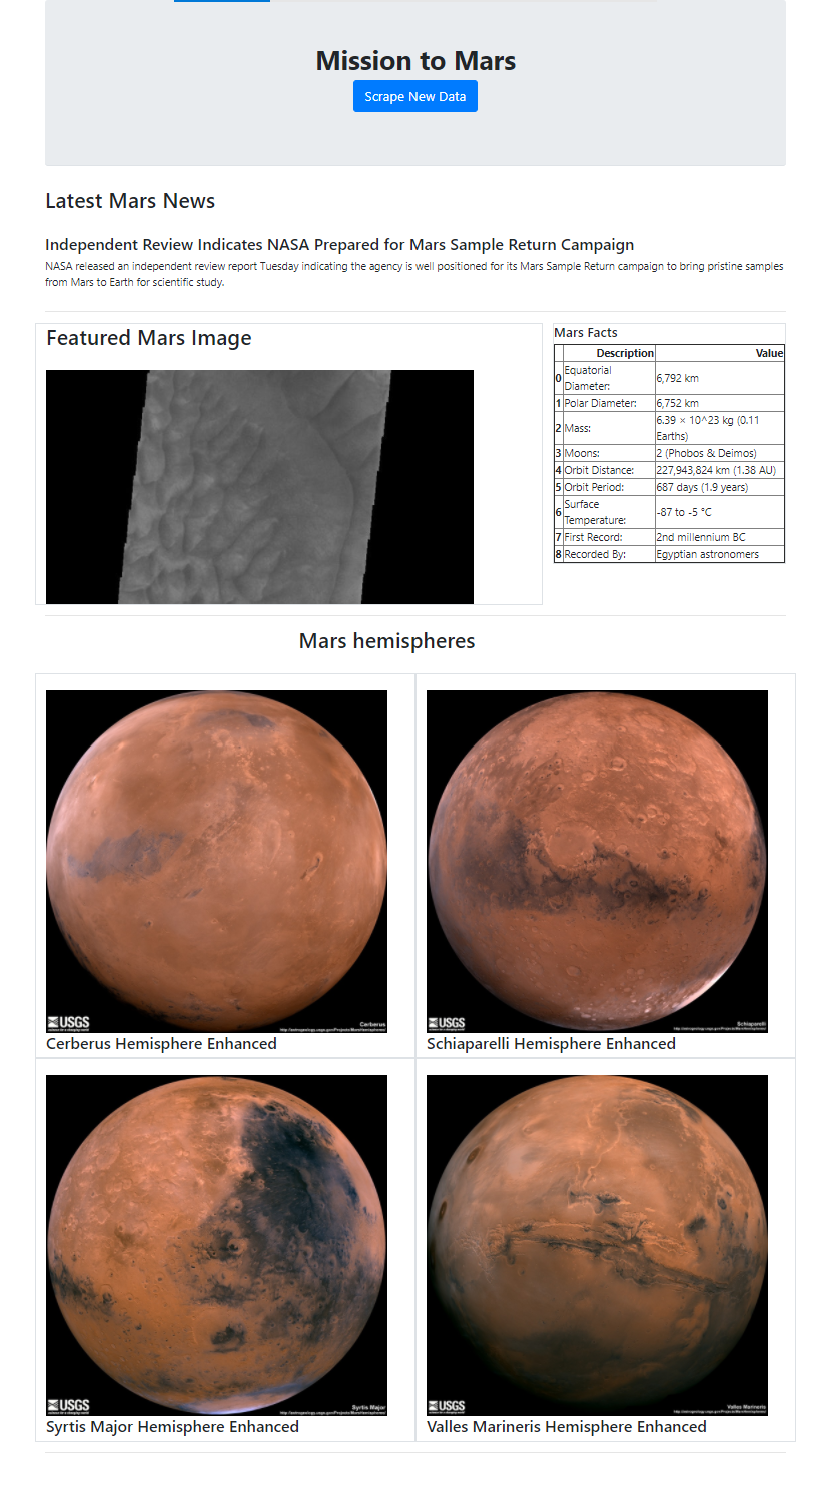 Mission to Mars
Scrape New Data
Latest Mars News
Independent Review Indicates NASA Prepared for Mars Sample Return Campaign
NASA released an independent review report Tuesday indicating the agency is well positioned for its Mars Sample Return campaign to bring pristine samples
from Mars to Earth for scientific study.
Featured Mars Image
Mars Facts
Description Value
0 Equatorial Diameter: 6,792 km
1 Polar Diameter: 6,752 km
2 Mass: 6.39 × 10^23 kg (0.11 Earths)
3 Moons: 2 (Phobos & Deimos)
4 Orbit Distance: 227,943,824 km (1.38 AU)
5 Orbit Period: 687 days (1.9 years)
6 Surface Temperature: -87 to -5 °C
7 First Record: 2nd millennium BC
8 Recorded By: Egyptian astronomers
Mars hemispheres
USGS
Cerberus
Cerberus Hemisphere Enhanced
USGS
Schiaparelli
Schiaparelli Hemisphere Enhanced
USGS
Syrtis Major
Syrtis Major Hemisphere Enhanced
USGS
Valles Marineris
Valles Marineris Hemisphere Enhanced